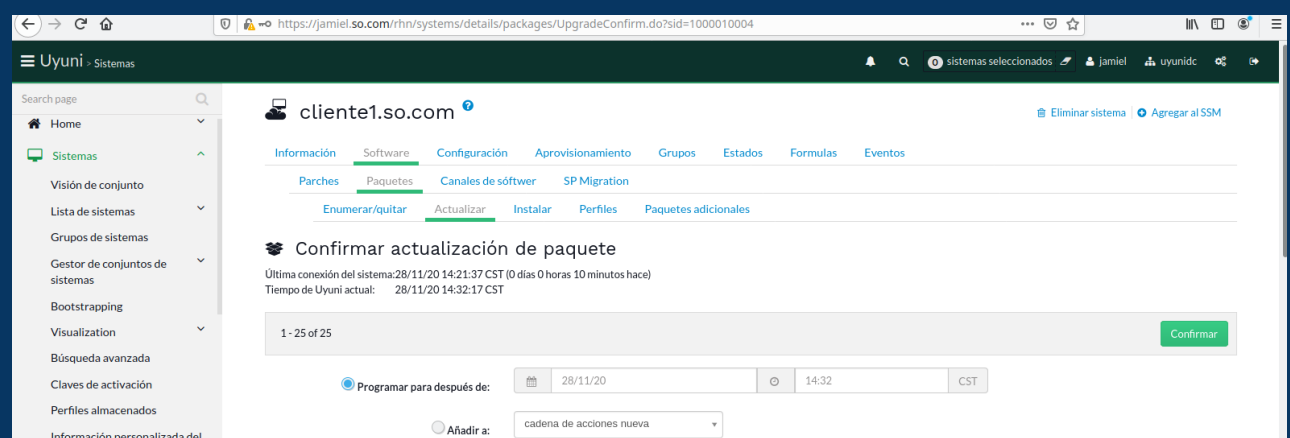 https://jamiel.so.com/rhn/systems/details/packages/UpgradeConfirm.do?sid=1000010004
Uyuni > Sistemas
0 sistemas seleccionados
jamiel
uyunidc
Search page
Home
Sistemas
Visión de conjunto
Lista de sistemas
Grupos de sistemas
Gestor de conjuntos de
sistemas
Bootstrapping
Visualization
Búsqueda avanzada
Claves de activación
Perfiles almacenados
Información personalizada del
cliente1.so.com ?
Eliminar sistema | Agregar al SSM
Información Software Configuración Aprovisionamiento Grupos Estados Formulas Eventos
Parches Paquetes Canales de sóftwer SP Migration
Enumerar/quitar Actualizar Instalar Perfiles Paquetes adicionales
Confirmar actualización de paquete
Última conexión del sistema:28/11/20 14:21:37 CST (0 días 0 horas 10 minutos hace)
Tiempo de Uyuni actual: 28/11/20 14:32:17 CST
1 - 25 of 25 Confirmar
Programar para después de: 28/11/20 14:32 CST
Añadir a: cadena de acciones nueva